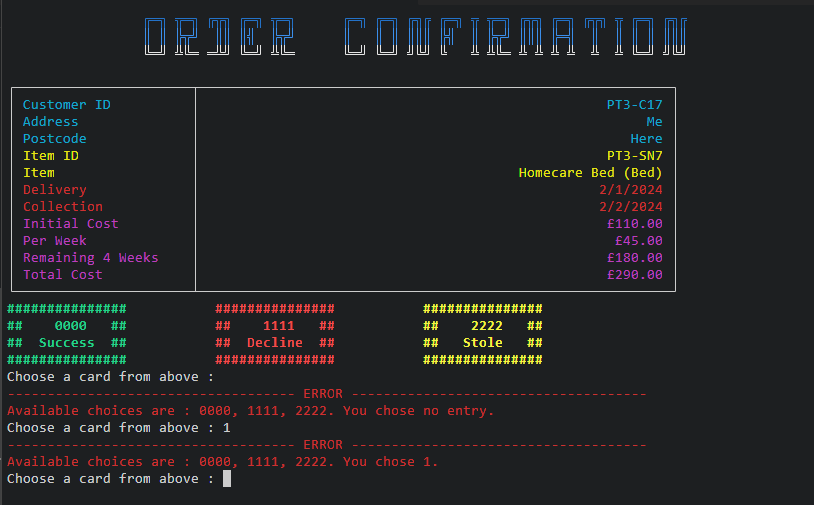 ORDER CONFIRMATION
Customer ID PT3-C17
Address Me
Postcode Here
Item ID PT3-SN7
Item Homecare Bed (Bed)
Delivery 2/1/2024
Collection 2/2/2024
Initial Cost £110.00
Per Week £45.00
Remaining 4 Weeks £180.00
Total Cost £290.00
############### ############### ###############
## 0000 ## ## 1111 ## ## 2222 ##
## Success ## ## Decline ## ## Stole ##
############### ############### ###############
Choose a card from above :
------------------------------------ ERROR -------------------------------------
Available choices are : 0000, 1111, 2222. You chose no entry.
Choose a card from above : 1
------------------------------------ ERROR -------------------------------------
Available choices are : 0000, 1111, 2222. You chose 1.
Choose a card from above :